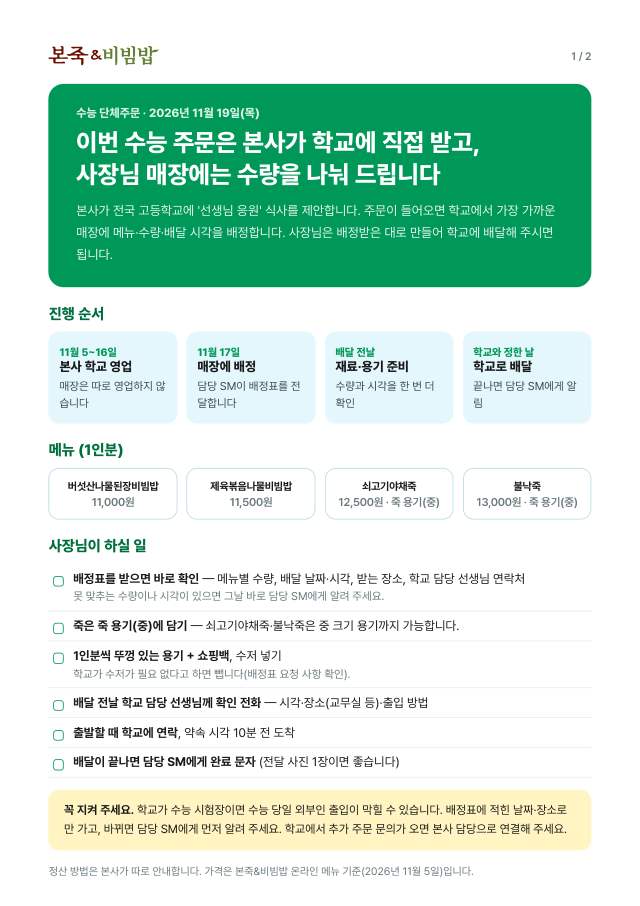 본죽&비빔밥
1 / 2
수능 단체주문 · 2026년 11월 19일(목)
이번 수능 주문은 본사가 학교에 직접 받고,
사장님 매장에는 수량을 나눠 드립니다
본사가 전국 고등학교에 '선생님 응원' 식사를 제안합니다. 주문이 들어오면 학교에서 가장 가까운
매장에 메뉴·수량·배달 시각을 배정합니다. 사장님은 배정받은 대로 만들어 학교에 배달해 주시면
됩니다.
진행 순서
11월 5~16일
본사 학교 영업
매장은 따로 영업하지 않
습니다
11월 17일
매장에 배정
담당 SM이 배정표를 전
달합니다
배달 전날
재료·용기 준비
수량과 시각을 한 번 더
확인
학교와 정한 날
학교로 배달
끝나면 담당 SM에게 알
림
메뉴 (1인분)
버섯산나물된장비빔밥
11,000원
제육볶음나물비빔밥
11,500원
쇠고기야채죽
12,500원 · 죽 용기(중)
불낙죽
13,000원 · 죽 용기(중)
사장님이 하실 일
배정표를 받으면 바로 확인 — 메뉴별 수량, 배달 날짜·시각, 받는 장소, 학교 담당 선생님 연락처
못 맞추는 수량이나 시각이 있으면 그날 바로 담당 SM에게 알려 주세요.
죽은 죽 용기(중)에 담기 — 쇠고기야채죽·불낙죽은 중 크기 용기까지 가능합니다.
1인분씩 뚜껑 있는 용기 + 쇼핑백, 수저 넣기
학교가 수저가 필요 없다고 하면 뺍니다(배정표 요청 사항 확인).
배달 전날 학교 담당 선생님께 확인 전화 — 시각·장소(교무실 등)·출입 방법
출발할 때 학교에 연락, 약속 시각 10분 전 도착
배달이 끝나면 담당 SM에게 완료 문자 (전달 사진 1장이면 좋습니다)
꼭 지켜 주세요. 학교가 수능 시험장이면 수능 당일 외부인 출입이 막힐 수 있습니다. 배정표에 적힌 날짜·장소로
만 가고, 바뀌면 담당 SM에게 먼저 알려 주세요. 학교에서 추가 주문 문의가 오면 본사 담당으로 연결해 주세요.
정산 방법은 본사가 따로 안내합니다. 가격은 본죽&비빔밥 온라인 메뉴 기준(2026년 11월 5일)입니다.